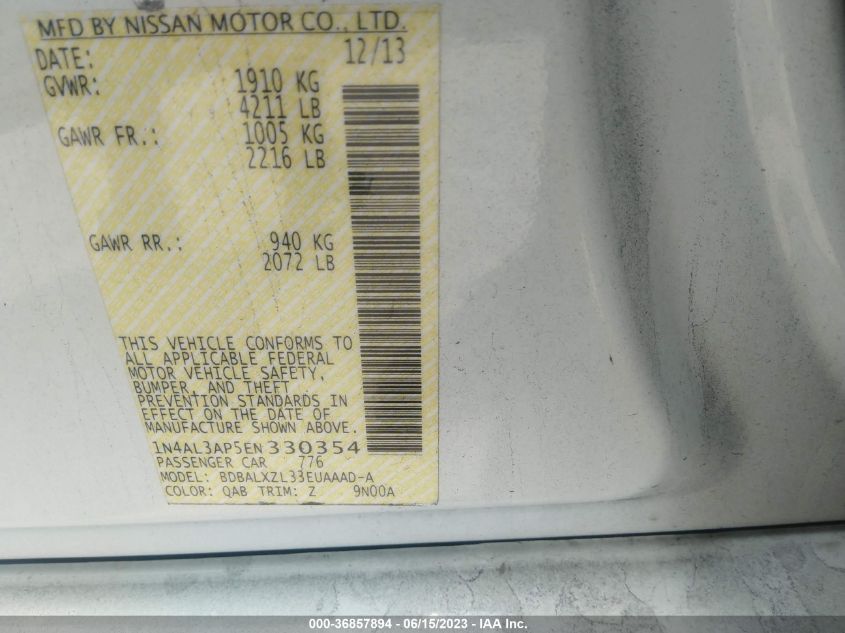 MFD BY NISSAN MOTOR CO., LTD.
DATE: 12/13
GVWR: 1910 KG
4211 LB
GAWR FR.: 1005 KG
2216 LB
GAWR RR.: 940 KG
2072 LB
THIS VEHICLE CONFORMS TO
ALL APPLICABLE FEDERAL
MOTOR VEHICLE SAFETY,
BUMPER, AND THEFT
PREVENTION STANDARDS IN
EFFECT ON THE DATE OF
MANUFACTURE SHOWN ABOVE.
1N4AL3AP5EN330354
PASSENGER CAR 776
MODEL: BDBALXZL33EUAAAD-A
COLOR: QAB TRIM: Z 9N00A
000-36857894 - 06/15/2023 - IAA Inc.